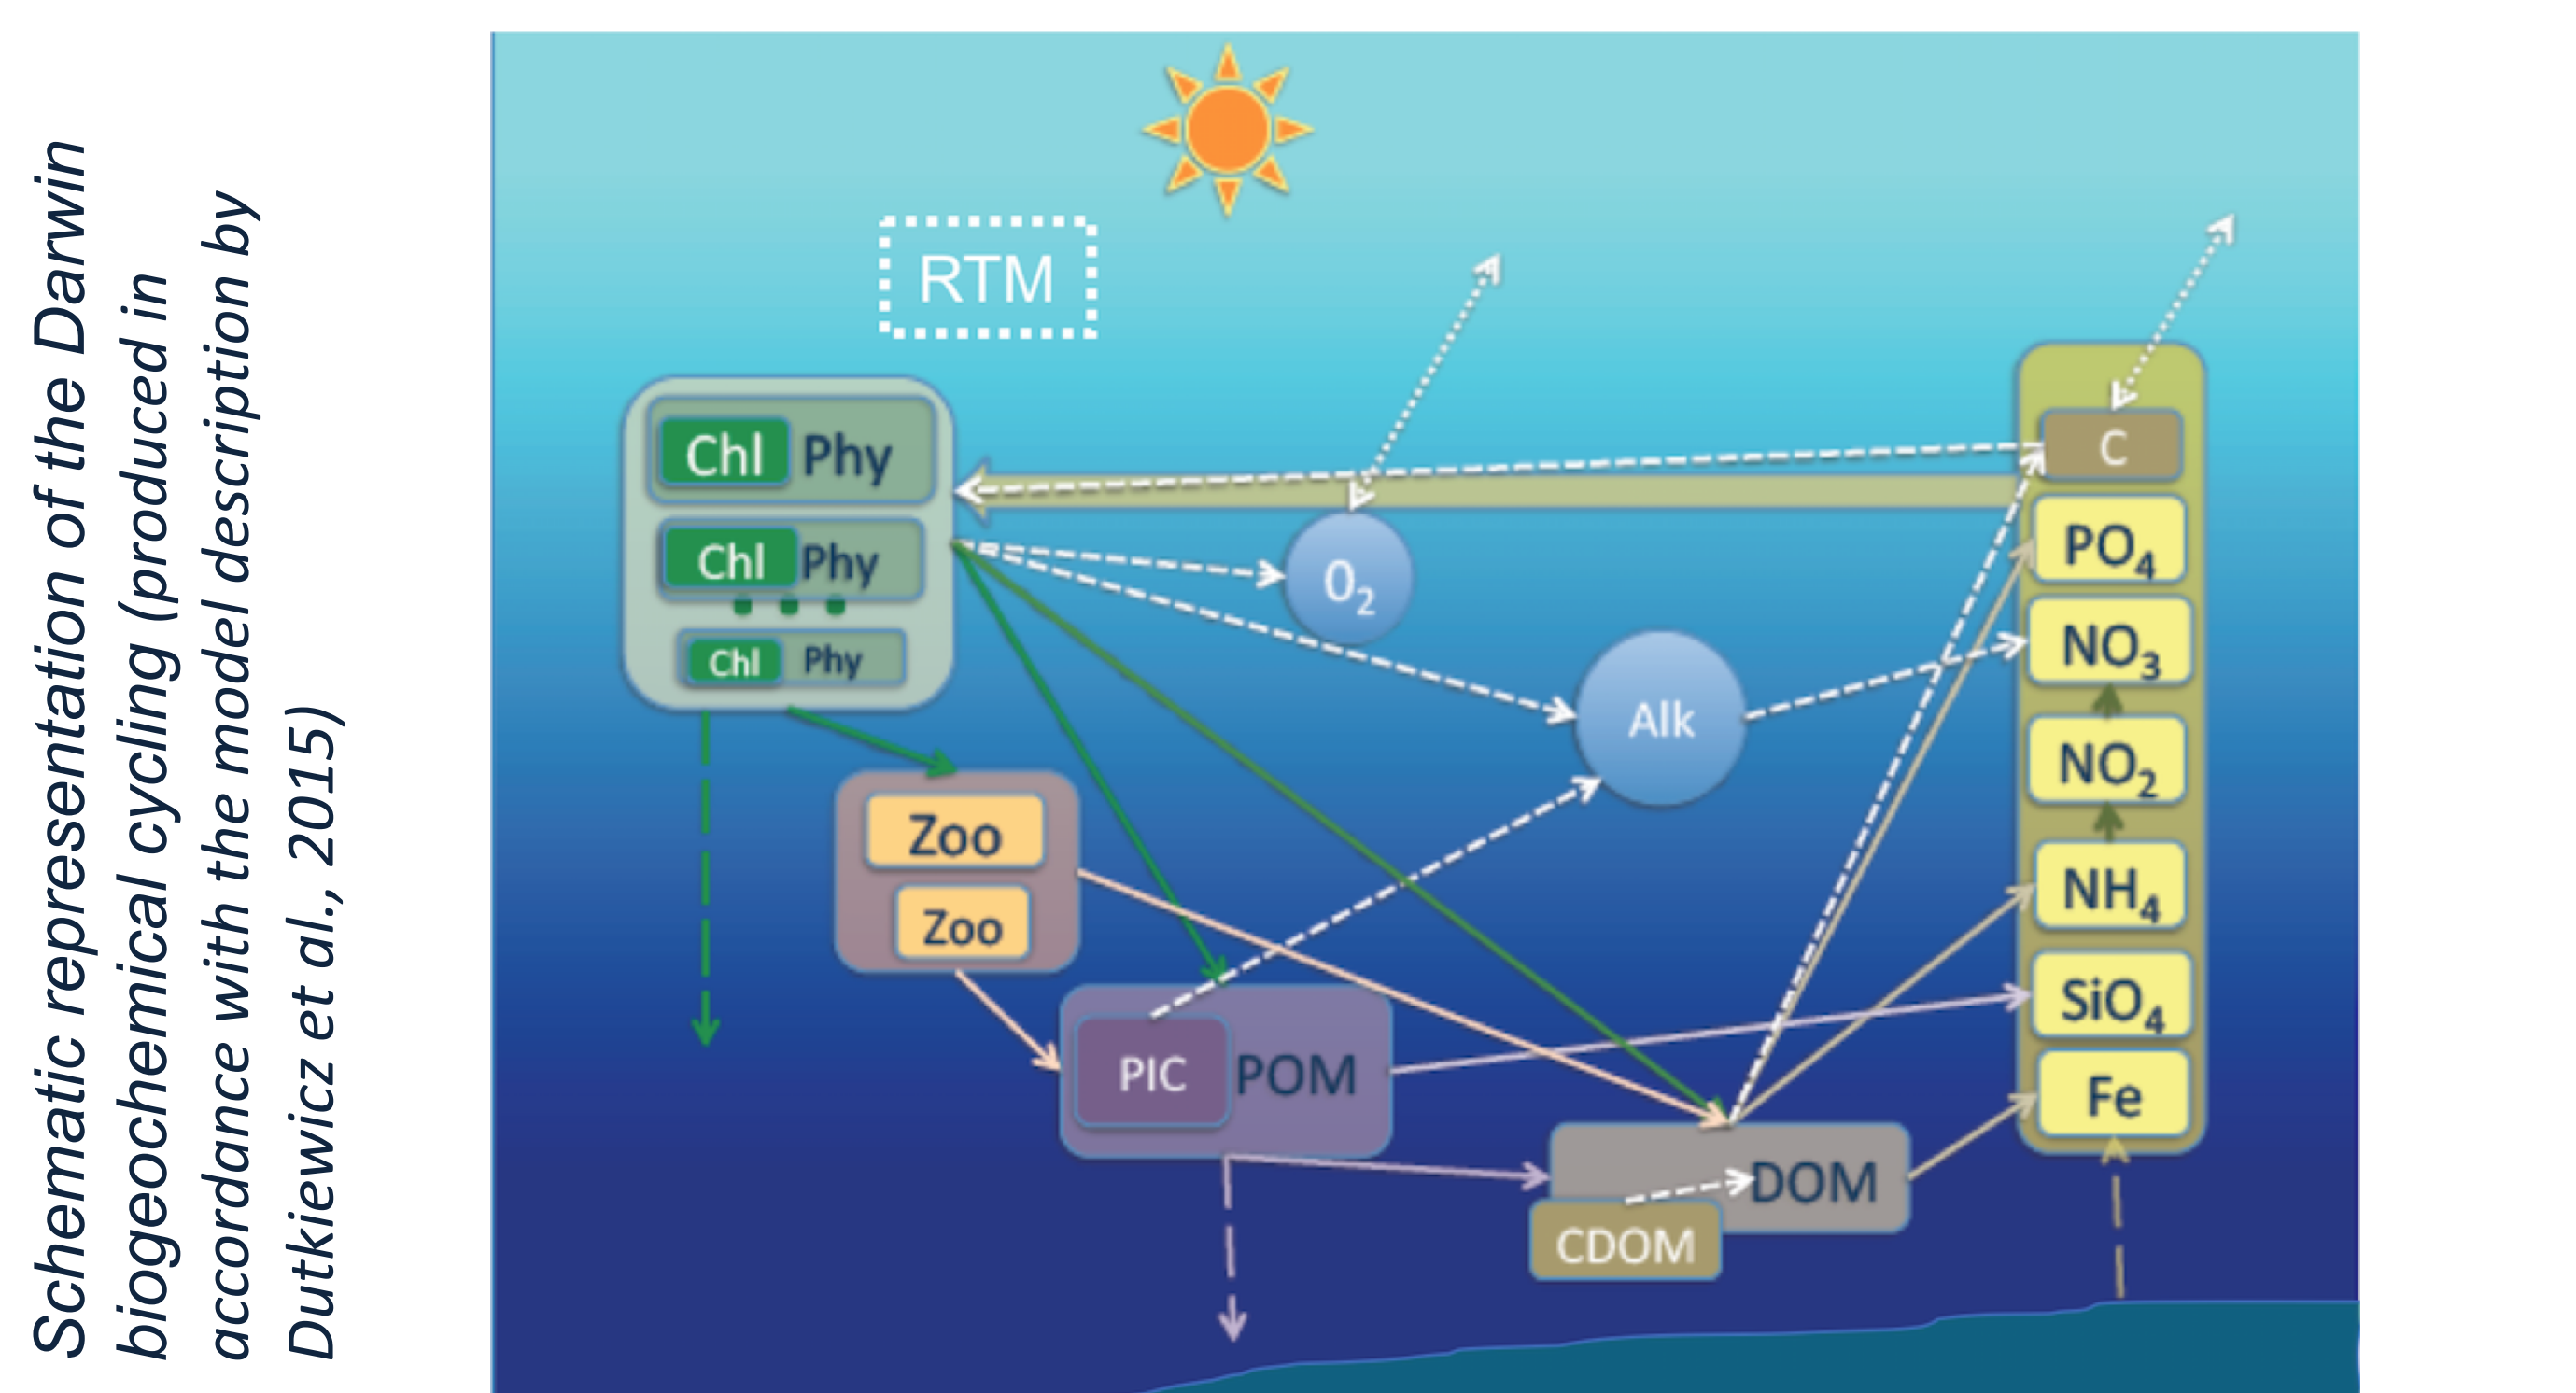 Schematic representation of the Darwin
biogeochemical cycling (produced in
accordance with the model description by
Dutkiewicz et al., 2015)
RTM
Chl Phy
Chl Phy
Chl Phy
Zoo
Zoo
PIC POM
O₂
Alk
DOM
CDOM
C
PO₄
NO₃
NO₂
NH₄
SiO₄
Fe